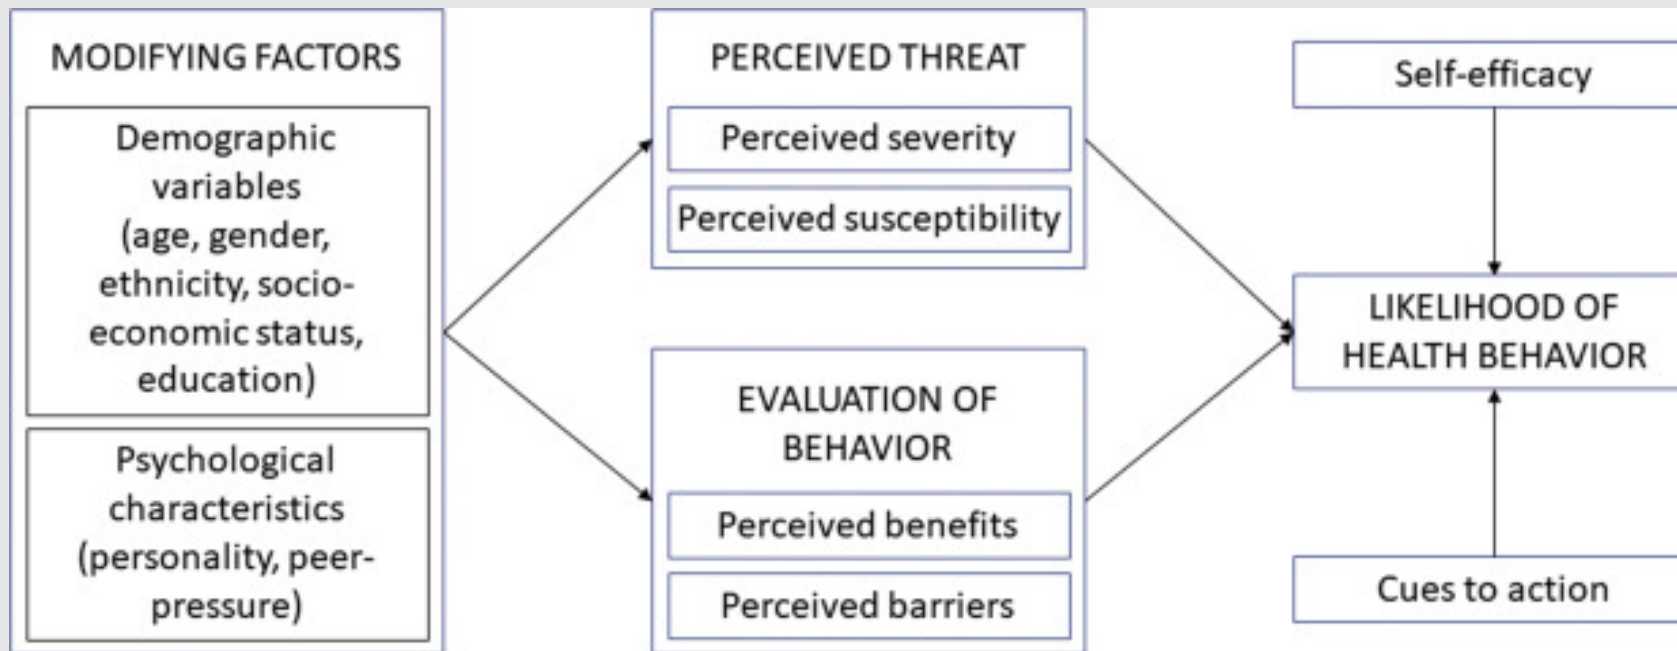 MODIFYING FACTORS
Demographic
variables
(age, gender,
ethnicity, socio-
economic status,
education)
Psychological
characteristics
(personality, peer-
pressure)
PERCEIVED THREAT
Perceived severity
Perceived susceptibility
EVALUATION OF
BEHAVIOR
Perceived benefits
Perceived barriers
Self-efficacy
LIKELIHOOD OF
HEALTH BEHAVIOR
Cues to action